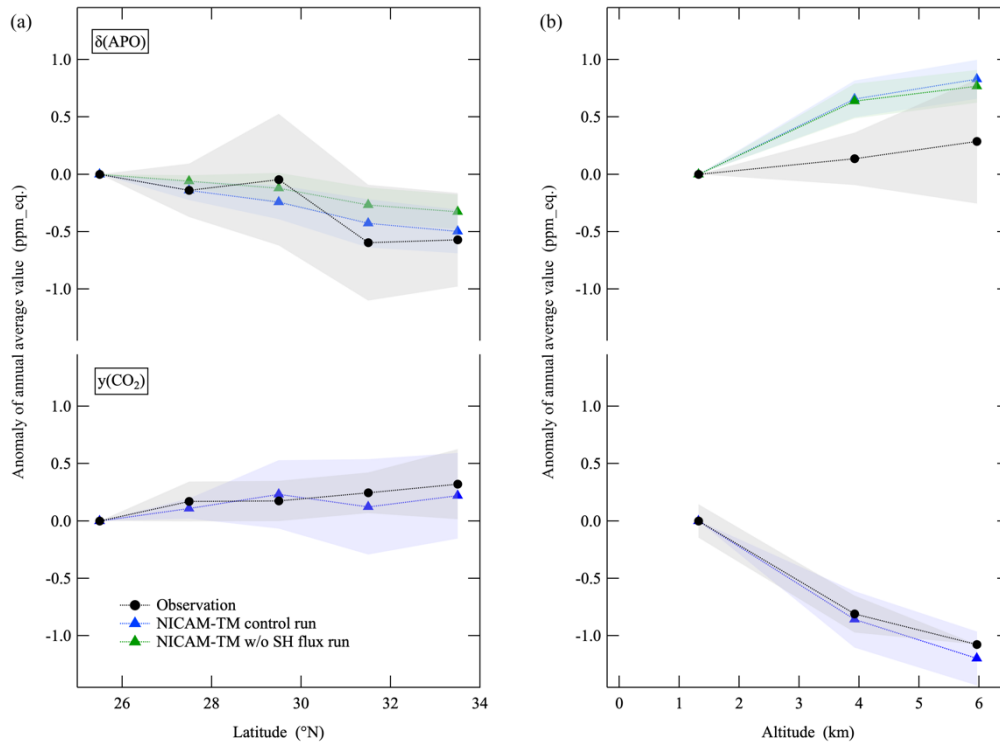 (a)
δ(APO)
1.0
0.5
0.0
-0.5
-1.0
Anomaly of annual average value (ppm_eq.)
y(CO₂)
1.0
0.5
0.0
-0.5
-1.0
Observation
NICAM-TM control run
NICAM-TM w/o SH flux run
26 28 30 32 34
Latitude (°N)
(b)
1.0
0.5
0.0
-0.5
-1.0
Anomaly of annual average value (ppm_eq.)
1.0
0.5
0.0
-0.5
-1.0
0 1 2 3 4 5 6
Altitude (km)